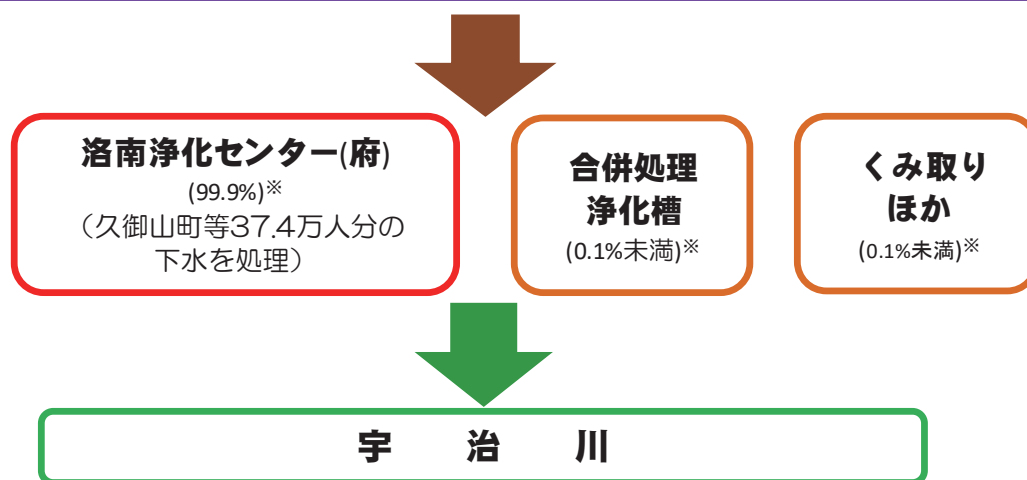 洛南浄化センター(府)
(99.9%)※
（久御山町等37.4万人分の
下水を処理）
合併処理
浄化槽
(0.1%未満)※
くみ取り
ほか
(0.1%未満)※
宇治川